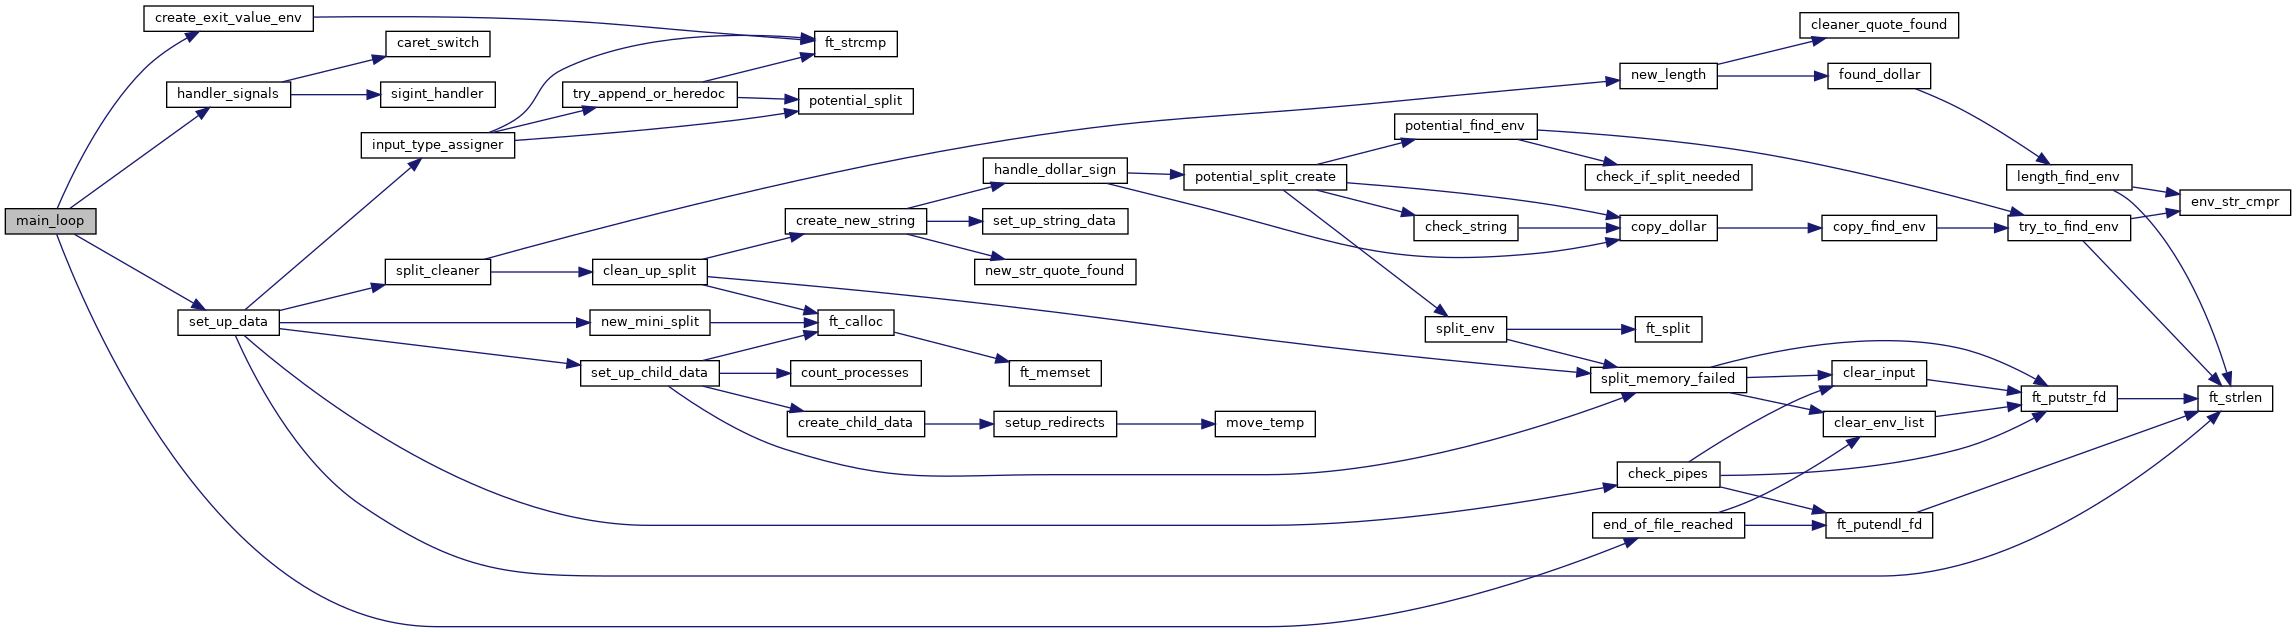 main_loop
create_exit_value_env
handler_signals
set_up_data
caret_switch
sigint_handler
input_type_assigner
split_cleaner
try_append_or_heredoc
clean_up_split
new_mini_split
set_up_child_data
ft_strcmp
potential_split
create_new_string
ft_calloc
count_processes
create_child_data
handle_dollar_sign
set_up_string_data
new_str_quote_found
ft_memset
setup_redirects
potential_split_create
move_temp
potential_find_env
check_string
split_env
new_length
check_if_split_needed
copy_dollar
ft_split
split_memory_failed
check_pipes
end_of_file_reached
cleaner_quote_found
found_dollar
copy_find_env
clear_input
clear_env_list
ft_putendl_fd
length_find_env
try_to_find_env
ft_putstr_fd
env_str_cmpr
ft_strlen